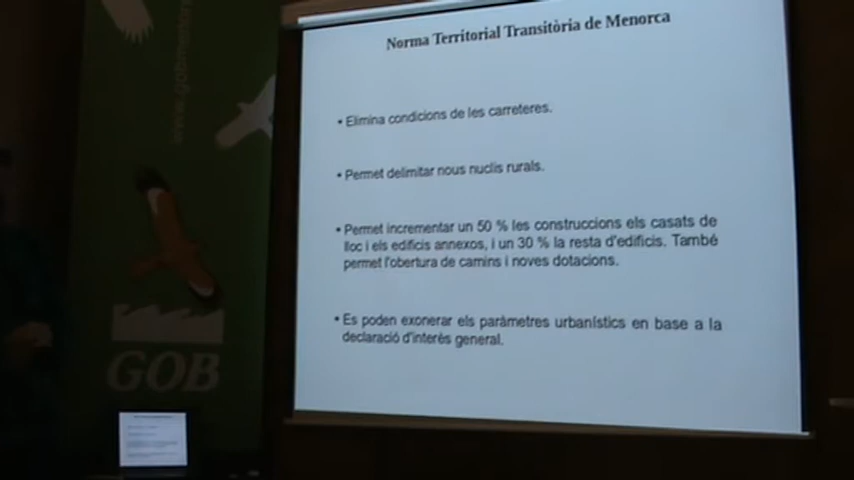 Norma Territorial Transitòria de Menorca
• Elimina condicions de les carreteres.
• Permet delimitar nous nuclis rurals.
• Permet incrementar un 50 % les construccions els casats de
lloc i els edificis annexos, i un 30 % la resta d'edificis. També
permet l'obertura de camins i noves dotacions.
• Es poden exonerar els paràmetres urbanístics en base a la
declaració d'interès general.
GOB